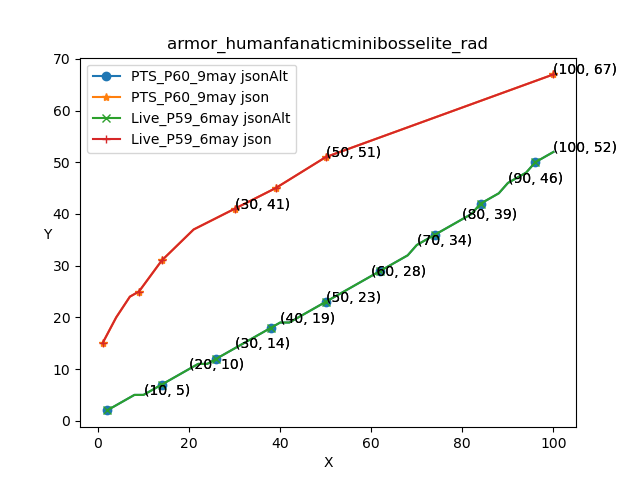 armor_humanfanaticminibosselite_rad
PTS_P60_9may jsonAlt
PTS_P60_9may json
Live_P59_6may jsonAlt
Live_P59_6may json
(100, 67)
(50, 51)
(30, 41)
(100, 52)
(90, 46)
(80, 39)
(70, 34)
(60, 28)
(50, 23)
(40, 19)
(30, 14)
(20, 10)
(10, 5)
70
60
50
40
30
20
10
0
Y
0 20 40 60 80 100
X